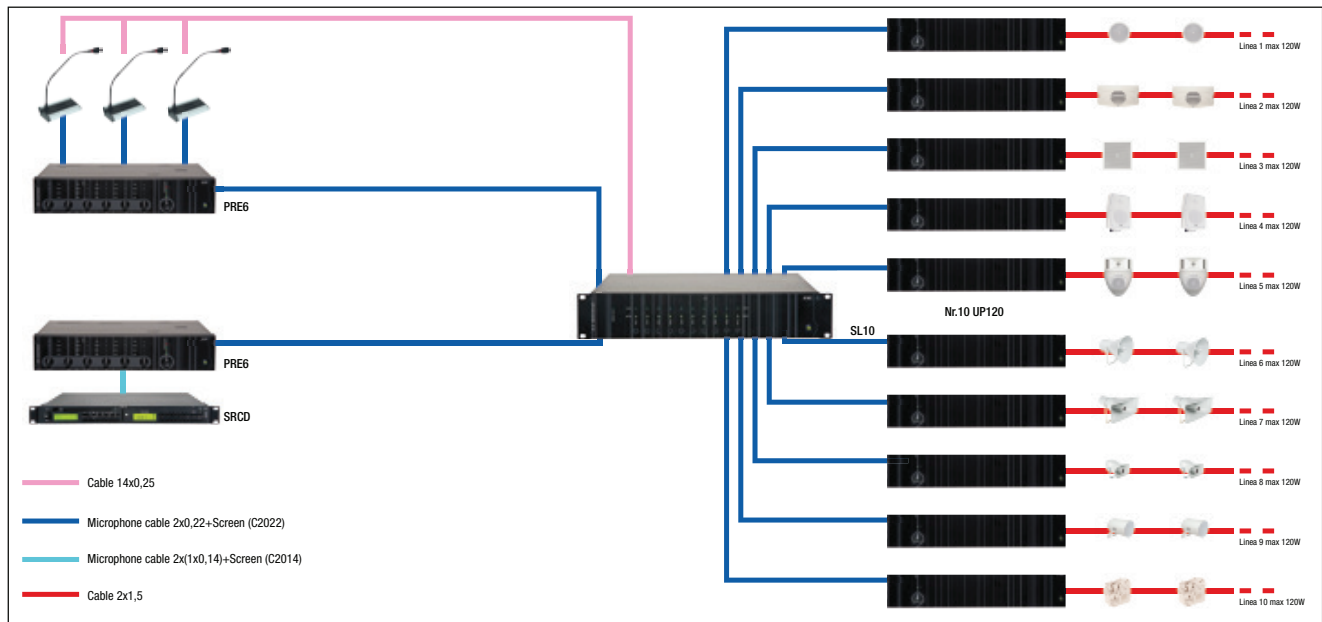 Linea 1 max 120W
Linea 2 max 120W
Linea 3 max 120W
PRE6
Linea 4 max 120W
Linea 5 max 120W
Nr.10 UP120
SL10
PRE6
Linea 6 max 120W
SRCD
Linea 7 max 120W
Cable 14x0,25
Linea 8 max 120W
Microphone cable 2x0,22+Screen (C2022)
Linea 9 max 120W
Microphone cable 2x(1x0,14)+Screen (C2014)
Cable 2x1,5
Linea 10 max 120W